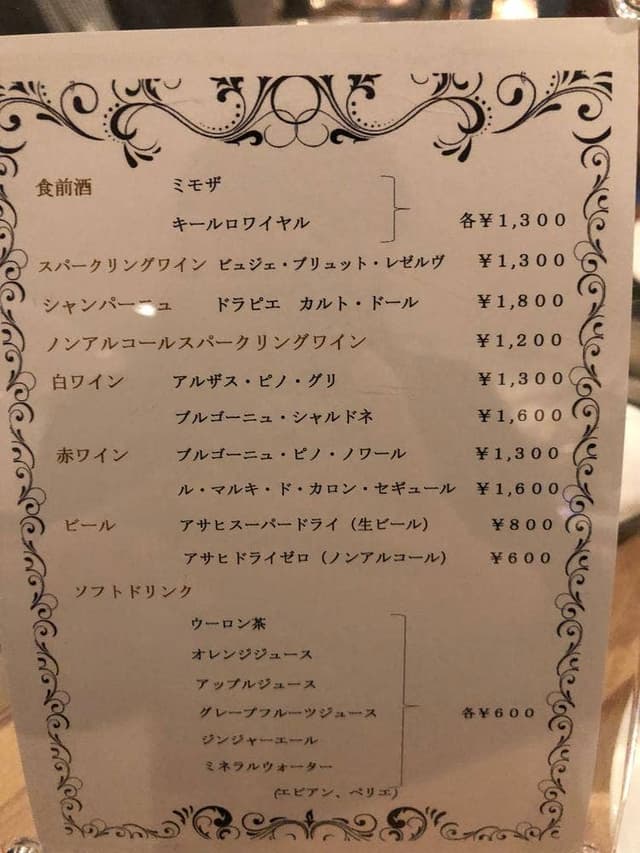 食前酒 ミモザ
キールロワイヤル 各￥1,300
スパークリングワイン ビュジェ・ブリュット・レゼルヴ ￥1,300
シャンパーニュ ドラピエ カルト・ドール ￥1,800
ノンアルコールスパークリングワイン ￥1,200
白ワイン アルザス・ピノ・グリ ￥1,300
ブルゴーニュ・シャルドネ ￥1,600
赤ワイン ブルゴーニュ・ピノ・ノワール ￥1,300
ル・マルキ・ド・カロン・セギュール ￥1,600
ビール アサヒスーパードライ（生ビール） ￥800
アサヒドライゼロ（ノンアルコール） ￥600
ソフトドリンク
ウーロン茶
オレンジジュース
アップルジュース
グレープフルーツジュース 各￥600
ジンジャーエール
ミネラルウォーター
(エビアン、ペリエ)